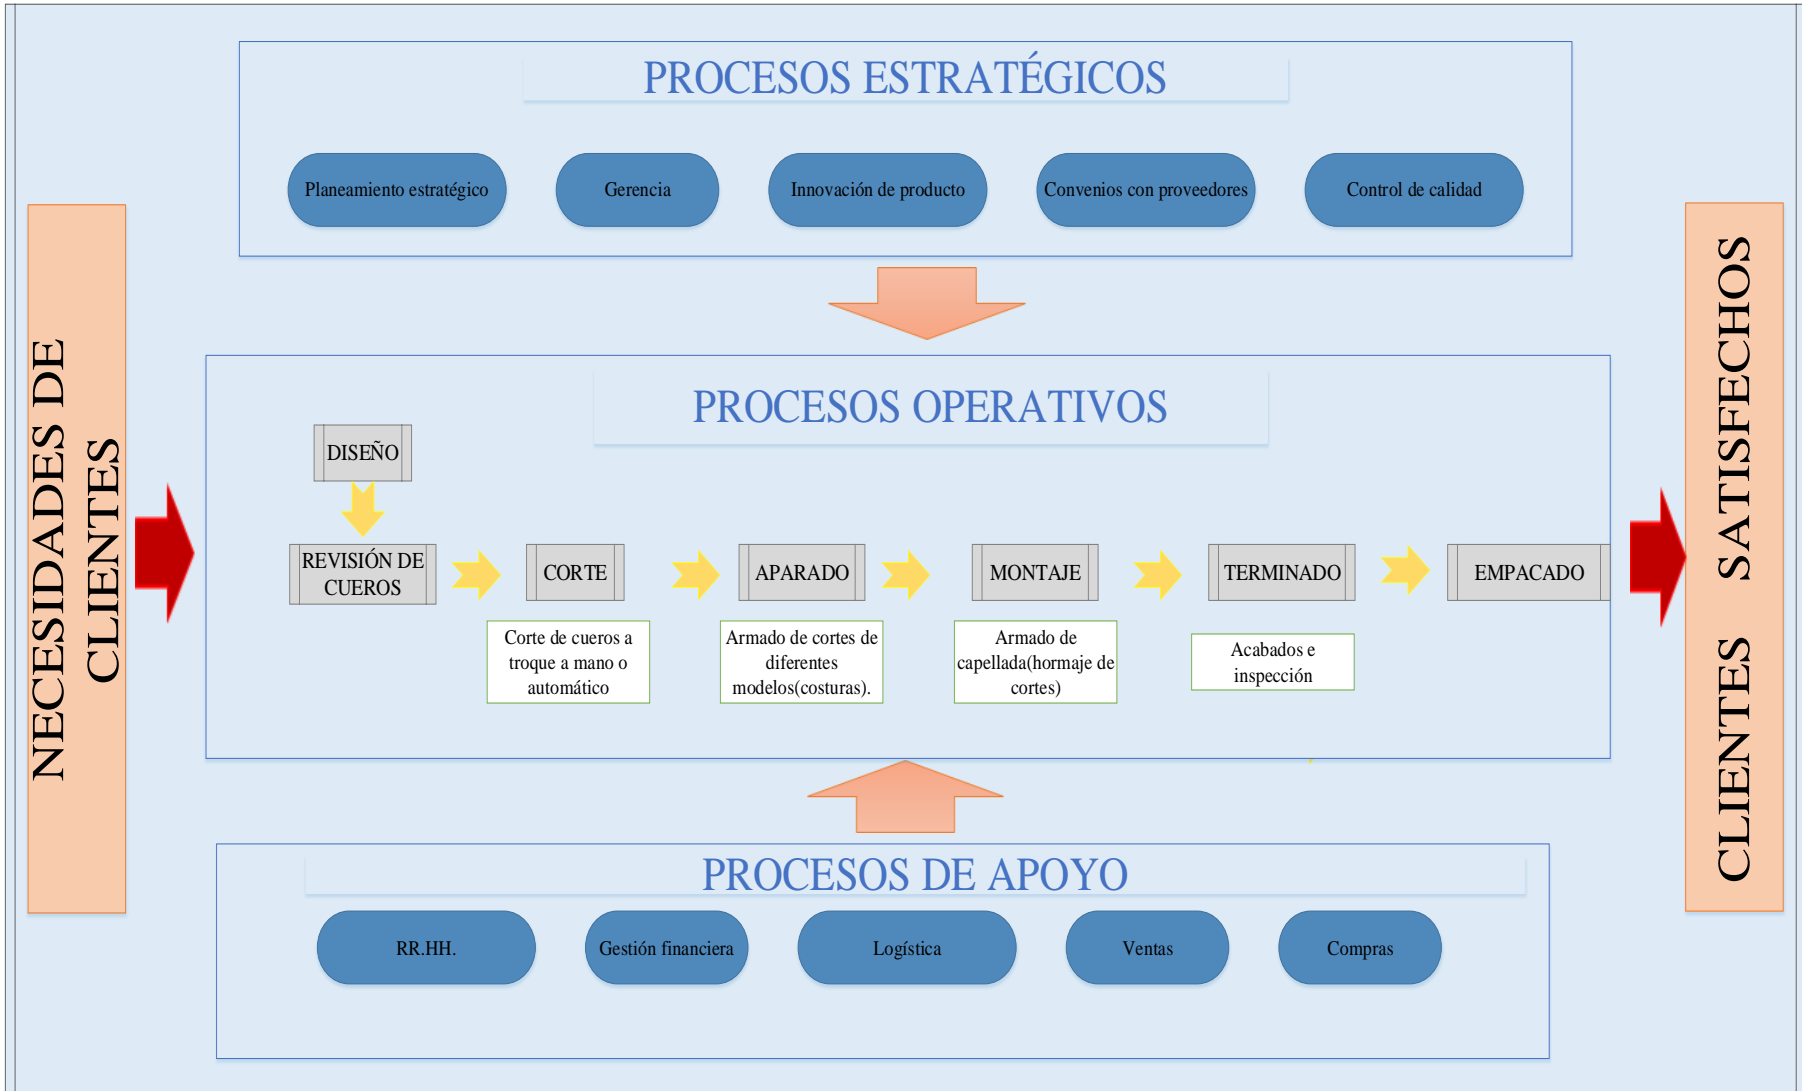 PROCESOS ESTRATÉGICOS
Planeamiento estratégico
Gerencia
Innovación de producto
Convenios con proveedores
Control de calidad
NECESIDADES DE
CLIENTES
PROCESOS OPERATIVOS
DISEÑO
REVISIÓN DE
CUEROS
CORTE
APARADO
MONTAJE
TERMINADO
EMPACADO
Corte de cueros a
troque a mano o
automático
Armado de cortes de
diferentes
modelos(costuras).
Armado de
capellada(hormaje de
cortes)
Acabados e
inspección
CLIENTES SATISFECHOS
PROCESOS DE APOYO
RR.HH.
Gestión financiera
Logística
Ventas
Compras